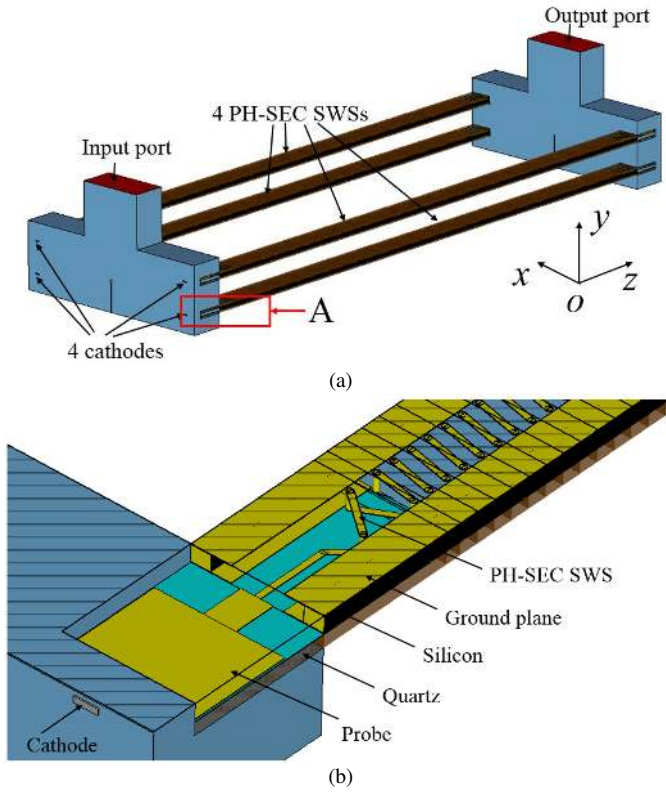 Output port
4 PH-SEC SWSs
Input port
y
x
A
o
z
4 cathodes
(a)
PH-SEC SWS
Ground plane
Silicon
Quartz
Cathode
Probe
(b)